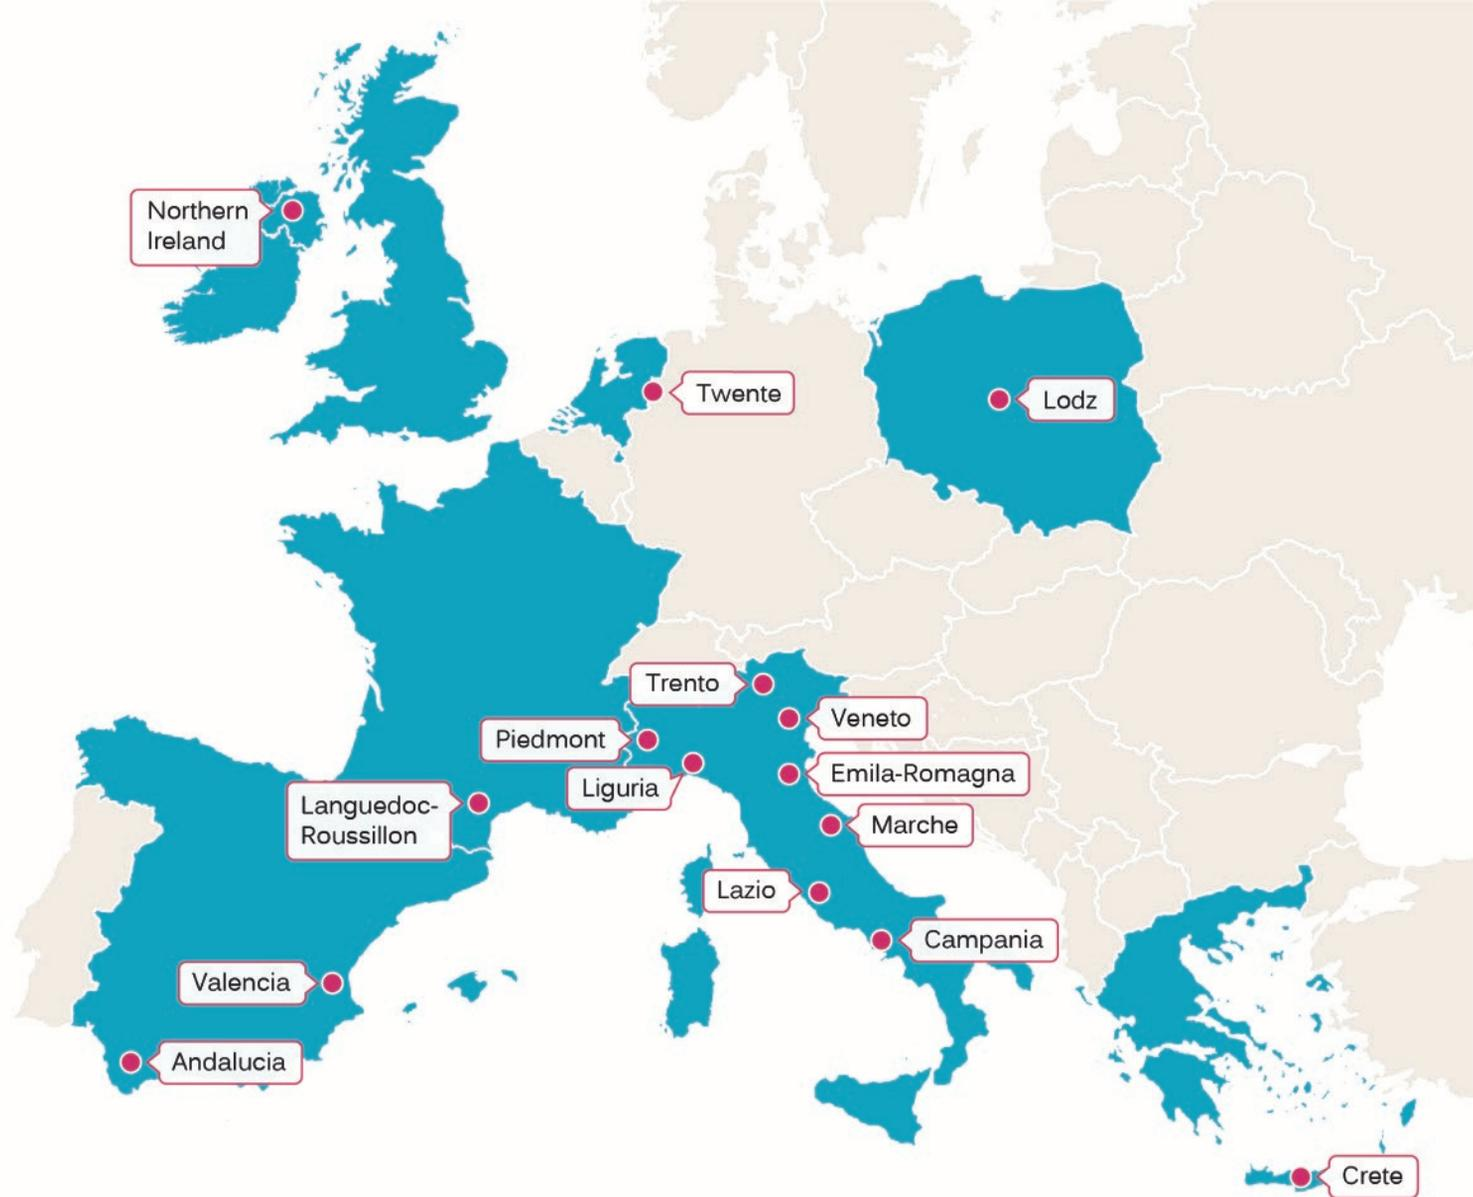 Northern
Ireland
Twente
Lodz
Trento
Veneto
Piedmont
Emila-Romagna
Liguria
Languedoc-
Roussillon
Marche
Lazio
Campania
Valencia
Andalucia
Crete